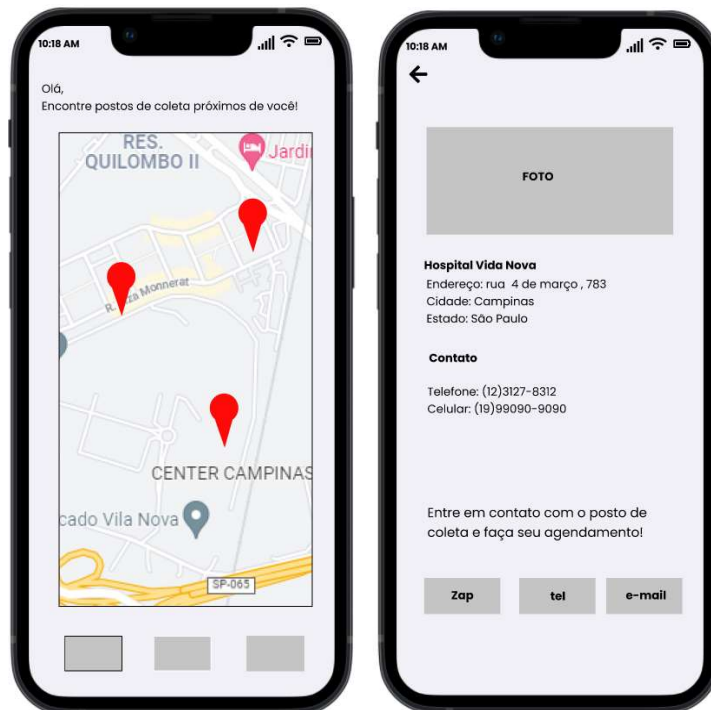 10:18 AM
Olá,
Encontre postos de coleta próximos de você!
RES.
QUILOMBO II
Jardi
R. Monnerat
CENTER CAMPINAS
cado Vila Nova
SP-065
10:18 AM
FOTO
Hospital Vida Nova
Endereço: rua 4 de março , 783
Cidade: Campinas
Estado: São Paulo
Contato
Telefone: (12)3127-8312
Celular: (19)99090-9090
Entre em contato com o posto de
coleta e faça seu agendamento!
Zap
tel
e-mail